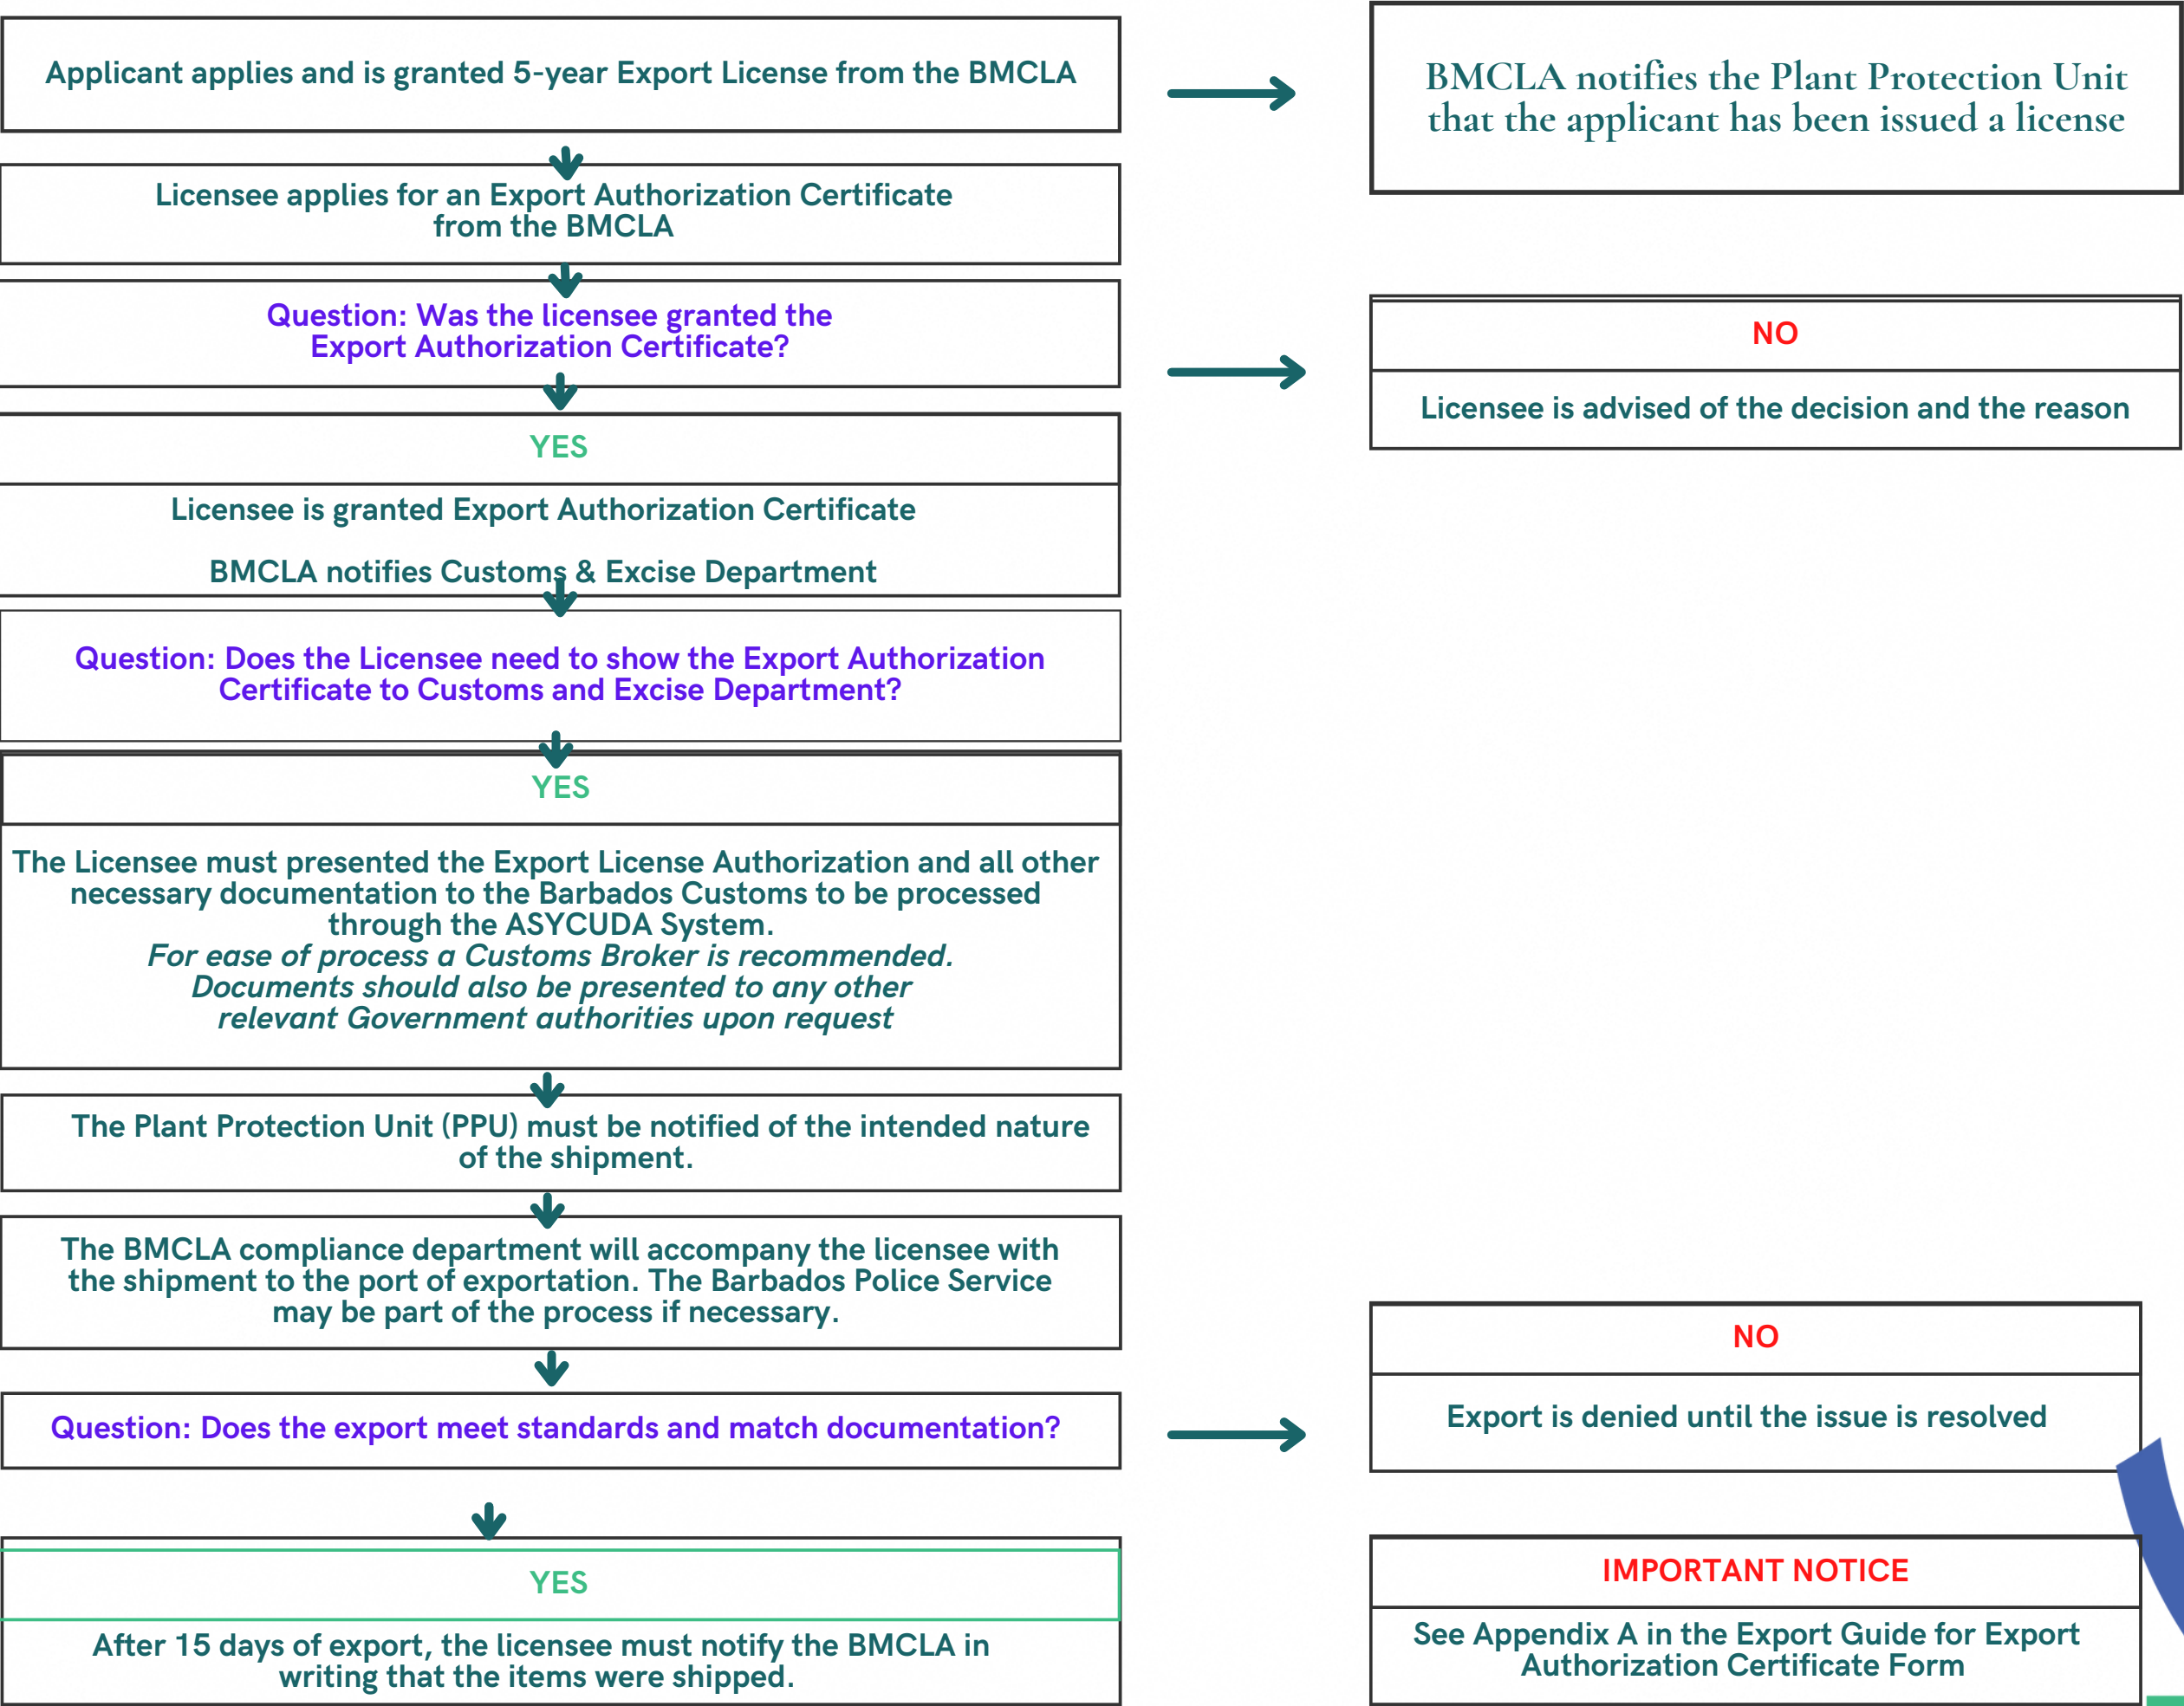 Applicant applies and is granted 5-year Export License from the BMCLA
BMCLA notifies the Plant Protection Unit
that the applicant has been issued a license
Licensee applies for an Export Authorization Certificate
from the BMCLA
Question: Was the licensee granted the
Export Authorization Certificate?
NO
Licensee is advised of the decision and the reason
YES
Licensee is granted Export Authorization Certificate
BMCLA notifies Customs & Excise Department
Question: Does the Licensee need to show the Export Authorization
Certificate to Customs and Excise Department?
YES
The Licensee must presented the Export License Authorization and all other
necessary documentation to the Barbados Customs to be processed
through the ASYCUDA System.
For ease of process a Customs Broker is recommended.
Documents should also be presented to any other
relevant Government authorities upon request
The Plant Protection Unit (PPU) must be notified of the intended nature
of the shipment.
The BMCLA compliance department will accompany the licensee with
the shipment to the port of exportation. The Barbados Police Service
may be part of the process if necessary.
Question: Does the export meet standards and match documentation?
NO
Export is denied until the issue is resolved
YES
After 15 days of export, the licensee must notify the BMCLA in
writing that the items were shipped.
IMPORTANT NOTICE
See Appendix A in the Export Guide for Export
Authorization Certificate Form